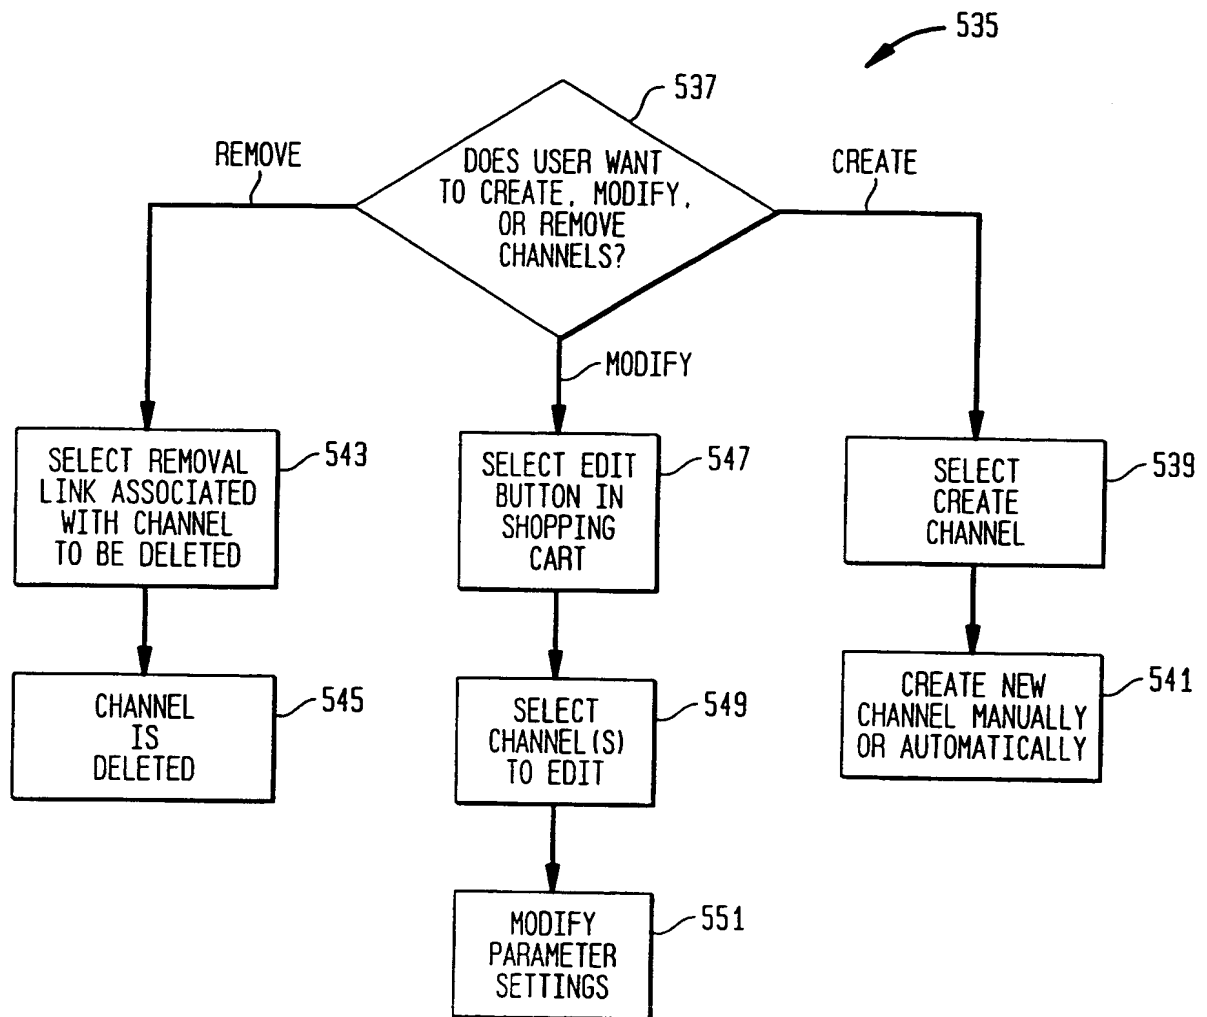 535
537
DOES USER WANT
TO CREATE, MODIFY,
OR REMOVE
CHANNELS?
REMOVE
CREATE
MODIFY
SELECT REMOVAL
LINK ASSOCIATED
WITH CHANNEL
TO BE DELETED
543
SELECT EDIT
BUTTON IN
SHOPPING
CART
547
SELECT
CREATE
CHANNEL
539
CHANNEL
IS
DELETED
545
SELECT
CHANNEL(S)
TO EDIT
549
CREATE NEW
CHANNEL MANUALLY
OR AUTOMATICALLY
541
MODIFY
PARAMETER
SETTINGS
551